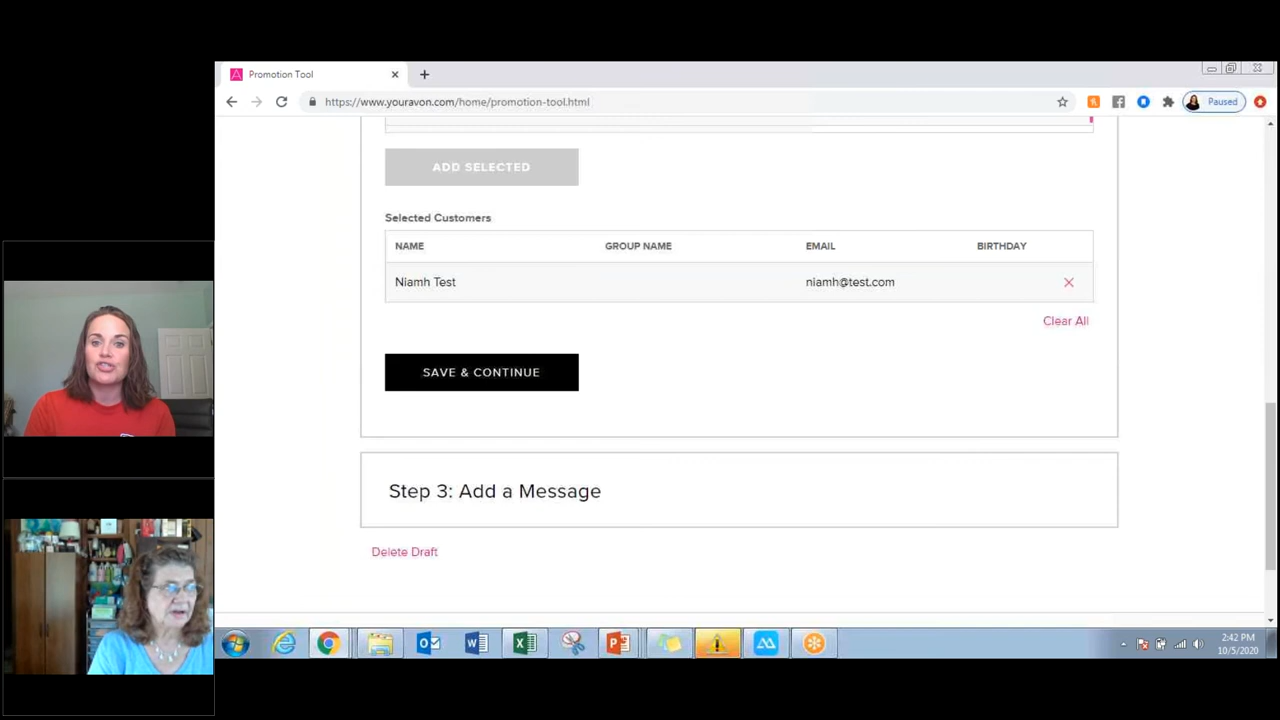 Promotion Tool
https://www.youravon.com/home/promotion-tool.html
Paused
ADD SELECTED
Selected Customers
NAME GROUP NAME EMAIL BIRTHDAY
Niamh Test niamh@test.com
Clear All
SAVE & CONTINUE
Step 3: Add a Message
Delete Draft
2:42 PM
10/5/2020